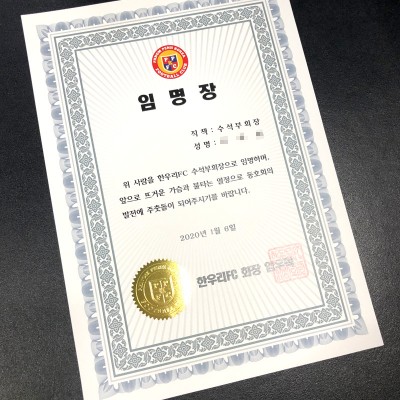 임명장
직 책 : 수석부회장
성 명 :
위 사람을 한우리FC 수석부회장으로 임명하며,
앞으로 뜨거운 가슴과 불타는 열정으로 동호회의
발전에 주춧돌이 되어주시기를 바랍니다.
2020년 1월 6일
한우리FC 회장